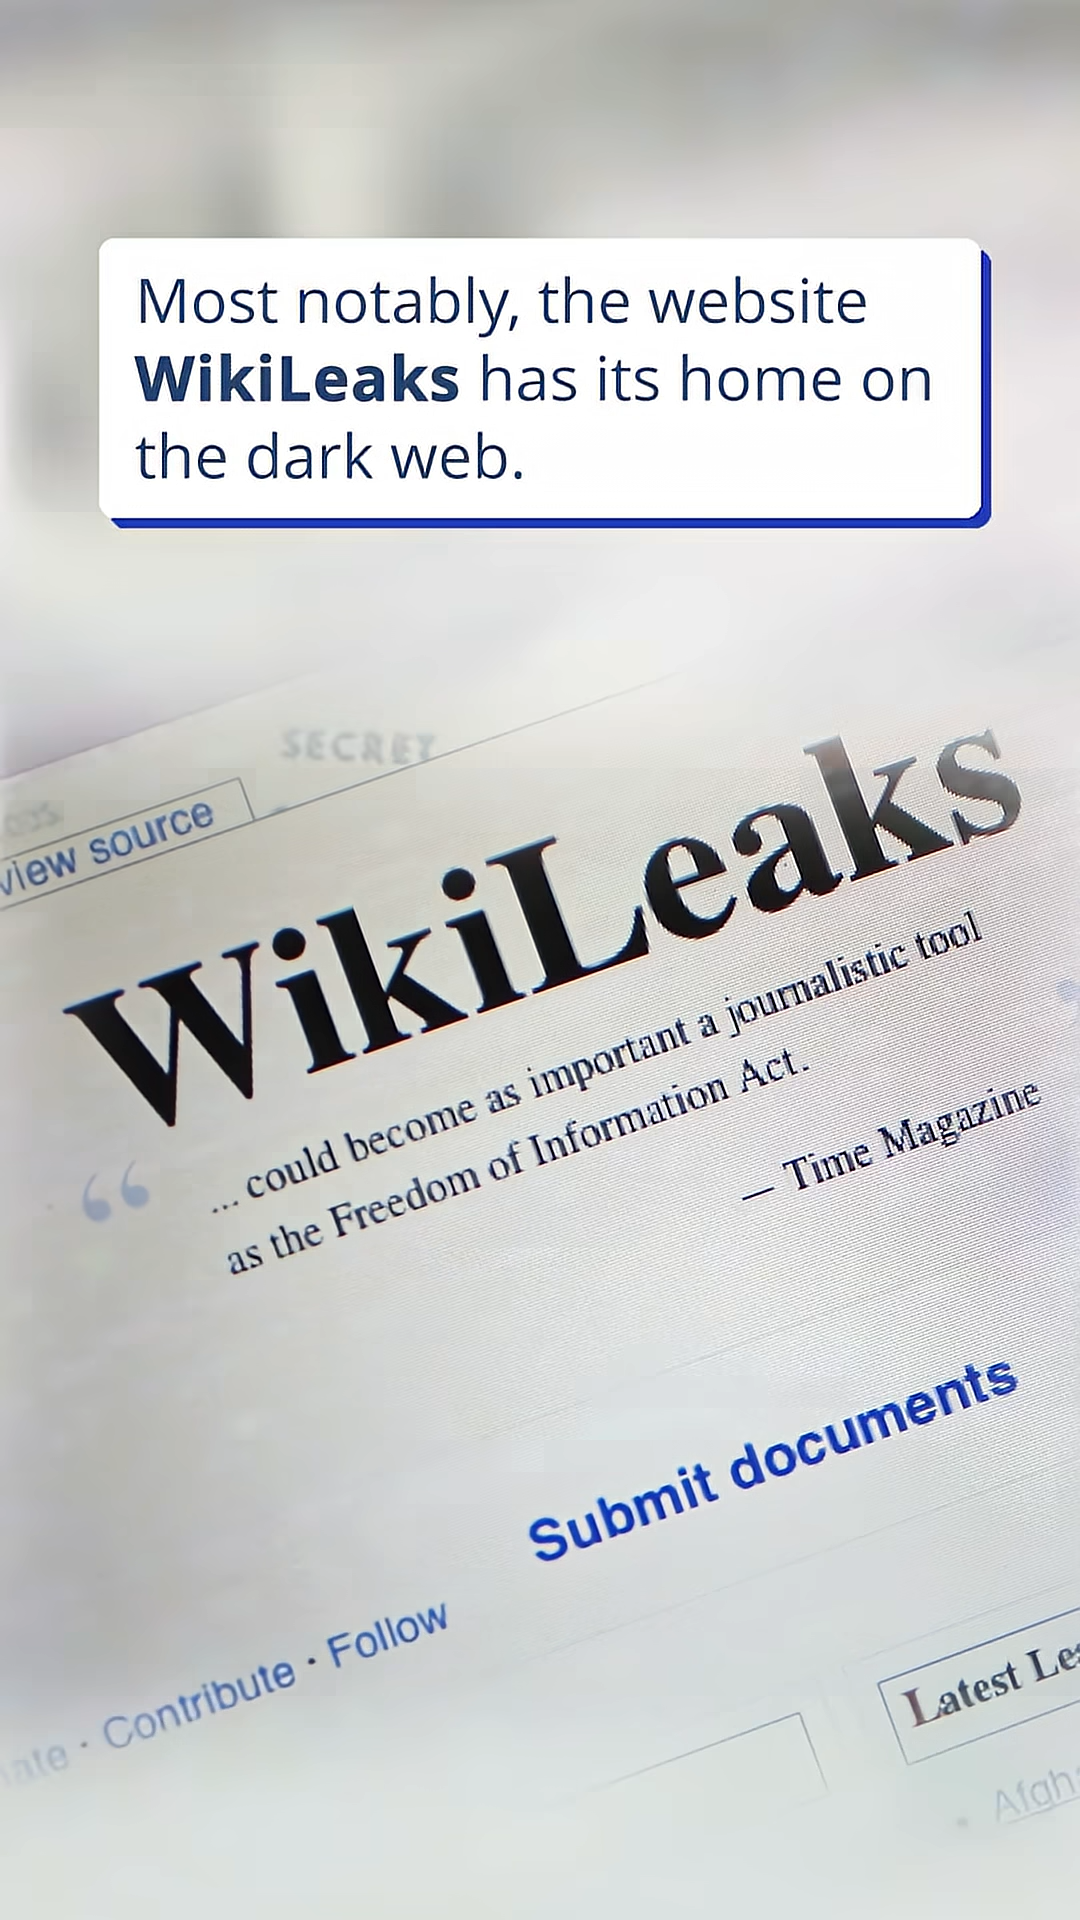 Most notably, the website
WikiLeaks has its home on
the dark web.
SECRET
view source
WikiLeaks
“ ... could become as important a journalistic tool
as the Freedom of Information Act.
— Time Magazine
Submit documents
· Contribute · Follow
Latest